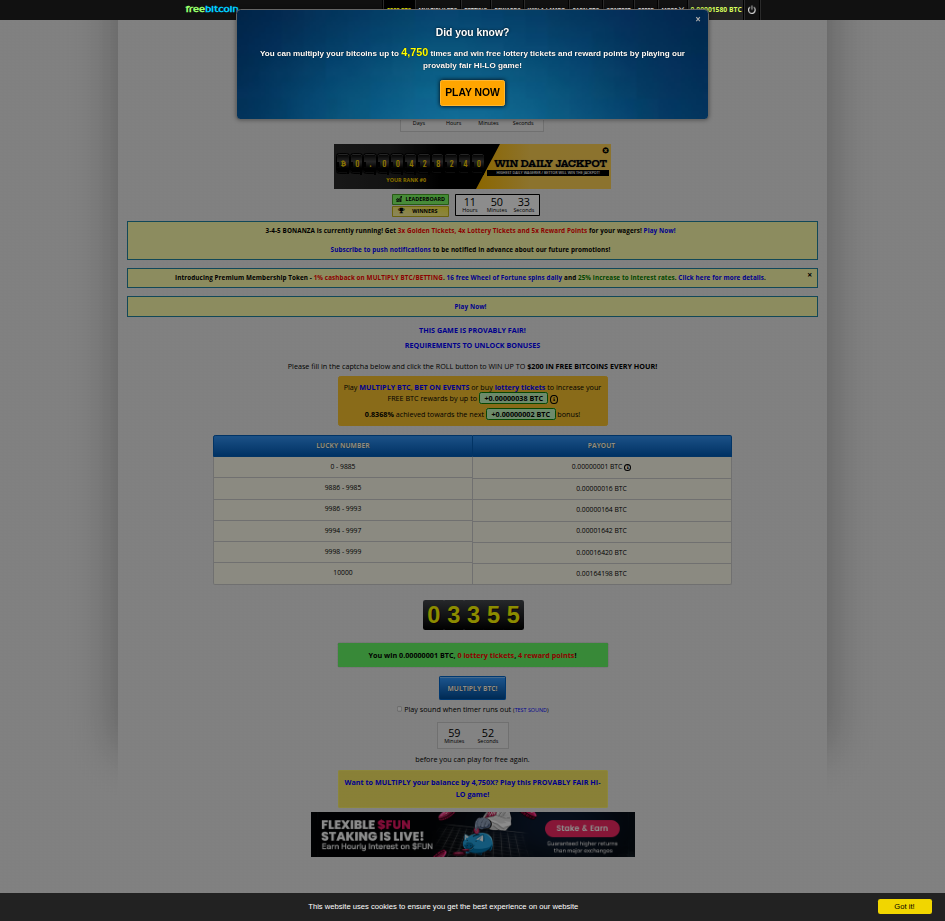 freebitcoin
0.00001580 BTC
×
Did you know?
You can multiply your bitcoins up to 4,750 times and win free lottery tickets and reward points by playing our
provably fair HI-LO game!
PLAY NOW
Days Hours Minutes Seconds
WIN DAILY JACKPOT
YOUR RANK #0
LEADERBOARD
WINNERS
11 50 33
Hours Minutes Seconds
3-4-5 BONANZA is currently running! Get 3x Golden Tickets, 4x Lottery Tickets and 5x Reward Points for your wagers! Play Now!
Subscribe to push notifications to be notified in advance about our future promotions!
Introducing Premium Membership Token - 1% cashback on MULTIPLY BTC/BETTING. 16 free Wheel of Fortune spins daily and 25% increase to interest rates. Click here for more details.
×
Play Now!
THIS GAME IS PROVABLY FAIR!
REQUIREMENTS TO UNLOCK BONUSES
Please fill in the captcha below and click the ROLL button to WIN UP TO $200 IN FREE BITCOINS EVERY HOUR!
Play MULTIPLY BTC, BET ON EVENTS or buy lottery tickets to increase your
FREE BTC rewards by up to +0.00000038 BTC
0.8368% achieved towards the next +0.00000002 BTC bonus!
LUCKY NUMBER PAYOUT
0 - 9885 0.00000001 BTC
9886 - 9985 0.00000016 BTC
9986 - 9993 0.00000164 BTC
9994 - 9997 0.00001642 BTC
9998 - 9999 0.00016420 BTC
10000 0.00164198 BTC
03355
You win 0.00000001 BTC, 0 lottery tickets, 4 reward points!
MULTIPLY BTC!
Play sound when timer runs out (TEST SOUND)
59 52
Minutes Seconds
before you can play for free again.
Want to MULTIPLY your balance by 4,750X? Play this PROVABLY FAIR HI-
LO game!
FLEXIBLE $FUN
STAKING IS LIVE!
Earn Hourly Interest on $FUN
Stake & Earn
Guaranteed higher returns
than major exchanges
This website uses cookies to ensure you get the best experience on our website
Got it!